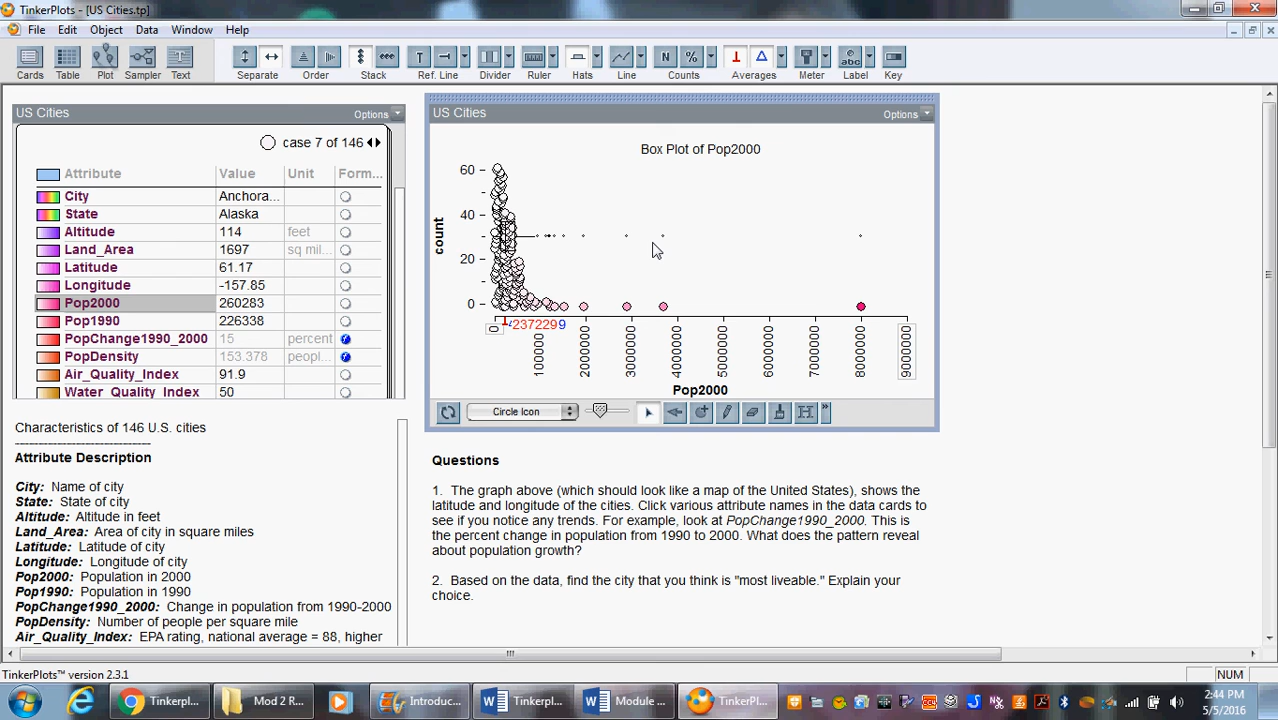 TinkerPlots - [US Cities.tp]
File Edit Object Data Window Help
Cards Table Plot Sampler Text Separate Order Stack Ref. Line Divider Ruler Hats Line Counts Averages Meter Label Key
US Cities Options
case 7 of 146
Attribute Value Unit Form...
City Anchora...
State Alaska
Altitude 114 feet
Land_Area 1697 sq mil...
Latitude 61.17
Longitude -157.85
Pop2000 260283
Pop1990 226338
PopChange1990_2000 15 percent
PopDensity 153.378 peopl...
Air_Quality_Index 91.9
Water_Quality_Index 50
Characteristics of 146 U.S. cities
Attribute Description
City: Name of city
State: State of city
Altitude: Altitude in feet
Land_Area: Area of city in square miles
Latitude: Latitude of city
Longitude: Longitude of city
Pop2000: Population in 2000
Pop1990: Population in 1990
PopChange1990_2000: Change in population from 1990-2000
PopDensity: Number of people per square mile
Air_Quality_Index: EPA rating, national average = 88, higher
US Cities Options
Box Plot of Pop2000
60
40
20
0
count
0 1000000 2000000 3000000 4000000 5000000 6000000 7000000 8000000 9000000
Pop2000
Circle Icon
Questions
1. The graph above (which should look like a map of the United States), shows the
latitude and longitude of the cities. Click various attribute names in the data cards to
see if you notice any trends. For example, look at PopChange1990_2000. This is
the percent change in population from 1990 to 2000. What does the pattern reveal
about population growth?
2. Based on the data, find the city that you think is "most liveable." Explain your
choice.
TinkerPlots™ version 2.3.1
NUM
Tinkerpl...
Mod 2 R...
Introduc...
Tinkerp...
Module ...
TinkerPl...
2:44 PM
5/5/2016